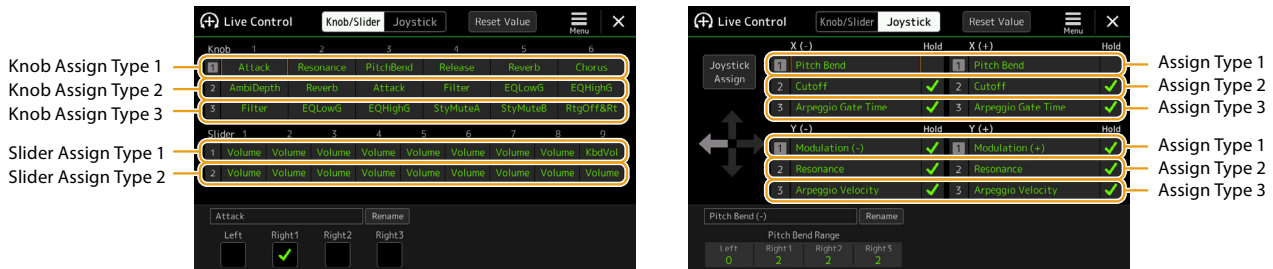 Live Control Knob/Slider Joystick Reset Value Menu
Knob 1 2 3 4 5 6
Knob Assign Type 1 1 Attack Resonance PitchBend Release Reverb Chorus
Knob Assign Type 2 2 AmbiDepth Reverb Attack Filter EQLowG EQHighG
Knob Assign Type 3 3 Filter EQLowG EQHighG StyMuteA StyMuteB RtgOff&Rt
Slider 1 2 3 4 5 6 7 8 9
Slider Assign Type 1 1 Volume Volume Volume Volume Volume Volume Volume Volume KbdVol
Slider Assign Type 2 2 Volume Volume Volume Volume Volume Volume Volume Volume Volume
Attack Rename
Left Right1 Right2 Right3
Live Control Knob/Slider Joystick Reset Value Menu
X (-) Hold X (+) Hold
Joystick Assign
1 Pitch Bend 1 Pitch Bend Assign Type 1
2 Cutoff 2 Cutoff Assign Type 2
3 Arpeggio Gate Time 3 Arpeggio Gate Time Assign Type 3
Y (-) Hold Y (+) Hold
1 Modulation (-) 1 Modulation (+) Assign Type 1
2 Resonance 2 Resonance Assign Type 2
3 Arpeggio Velocity 3 Arpeggio Velocity Assign Type 3
Pitch Bend (-) Rename
Pitch Bend Range
Left Right1 Right2 Right3
0 2 2 2